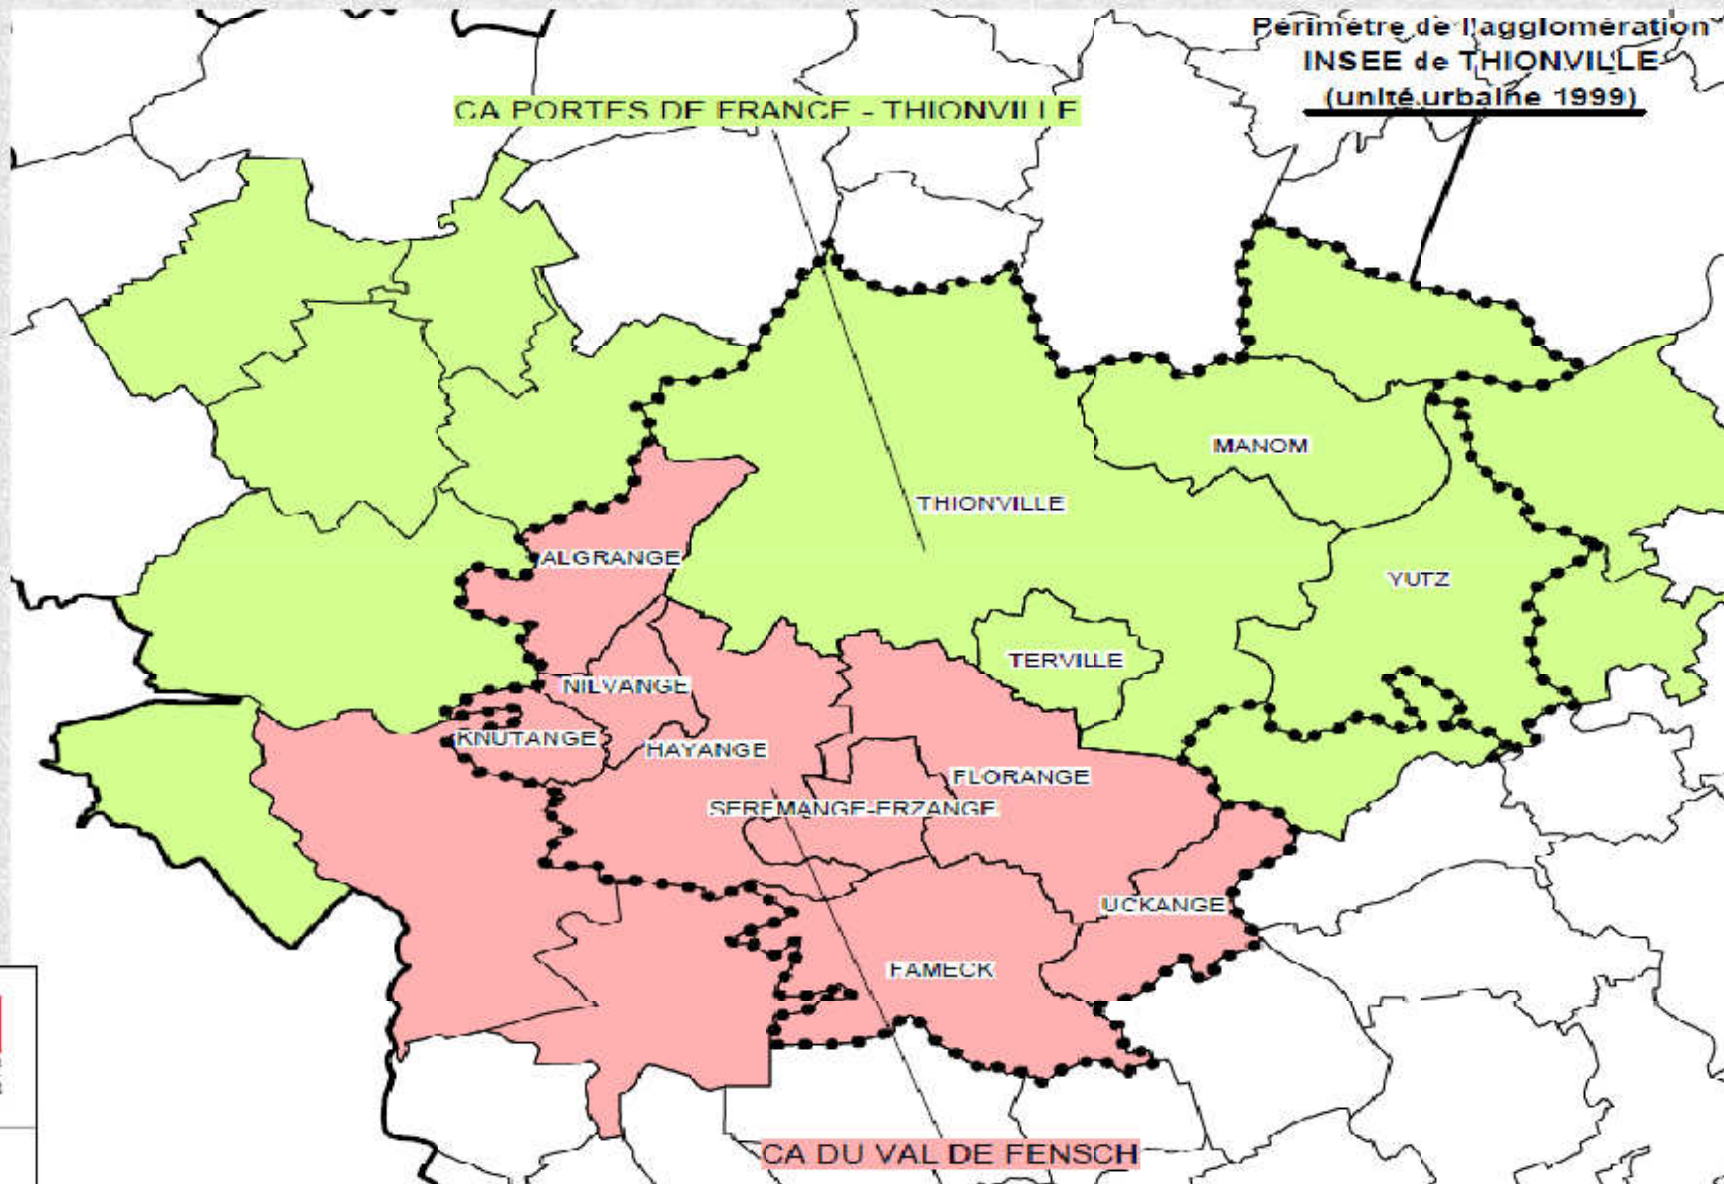 Périmètre de l'agglomération
INSEE de THIONVILLE
(unité urbaine 1999)
CA PORTES DE FRANCE - THIONVILLE
MANOM
THIONVILLE
ALGRANGE
YUTZ
TERVILLE
NILVANGE
KNUTANGE
HAYANGE
FLORANGE
SEREMANGE-ERZANGE
UCKANGE
FAMECK
CA DU VAL DE FENSCH